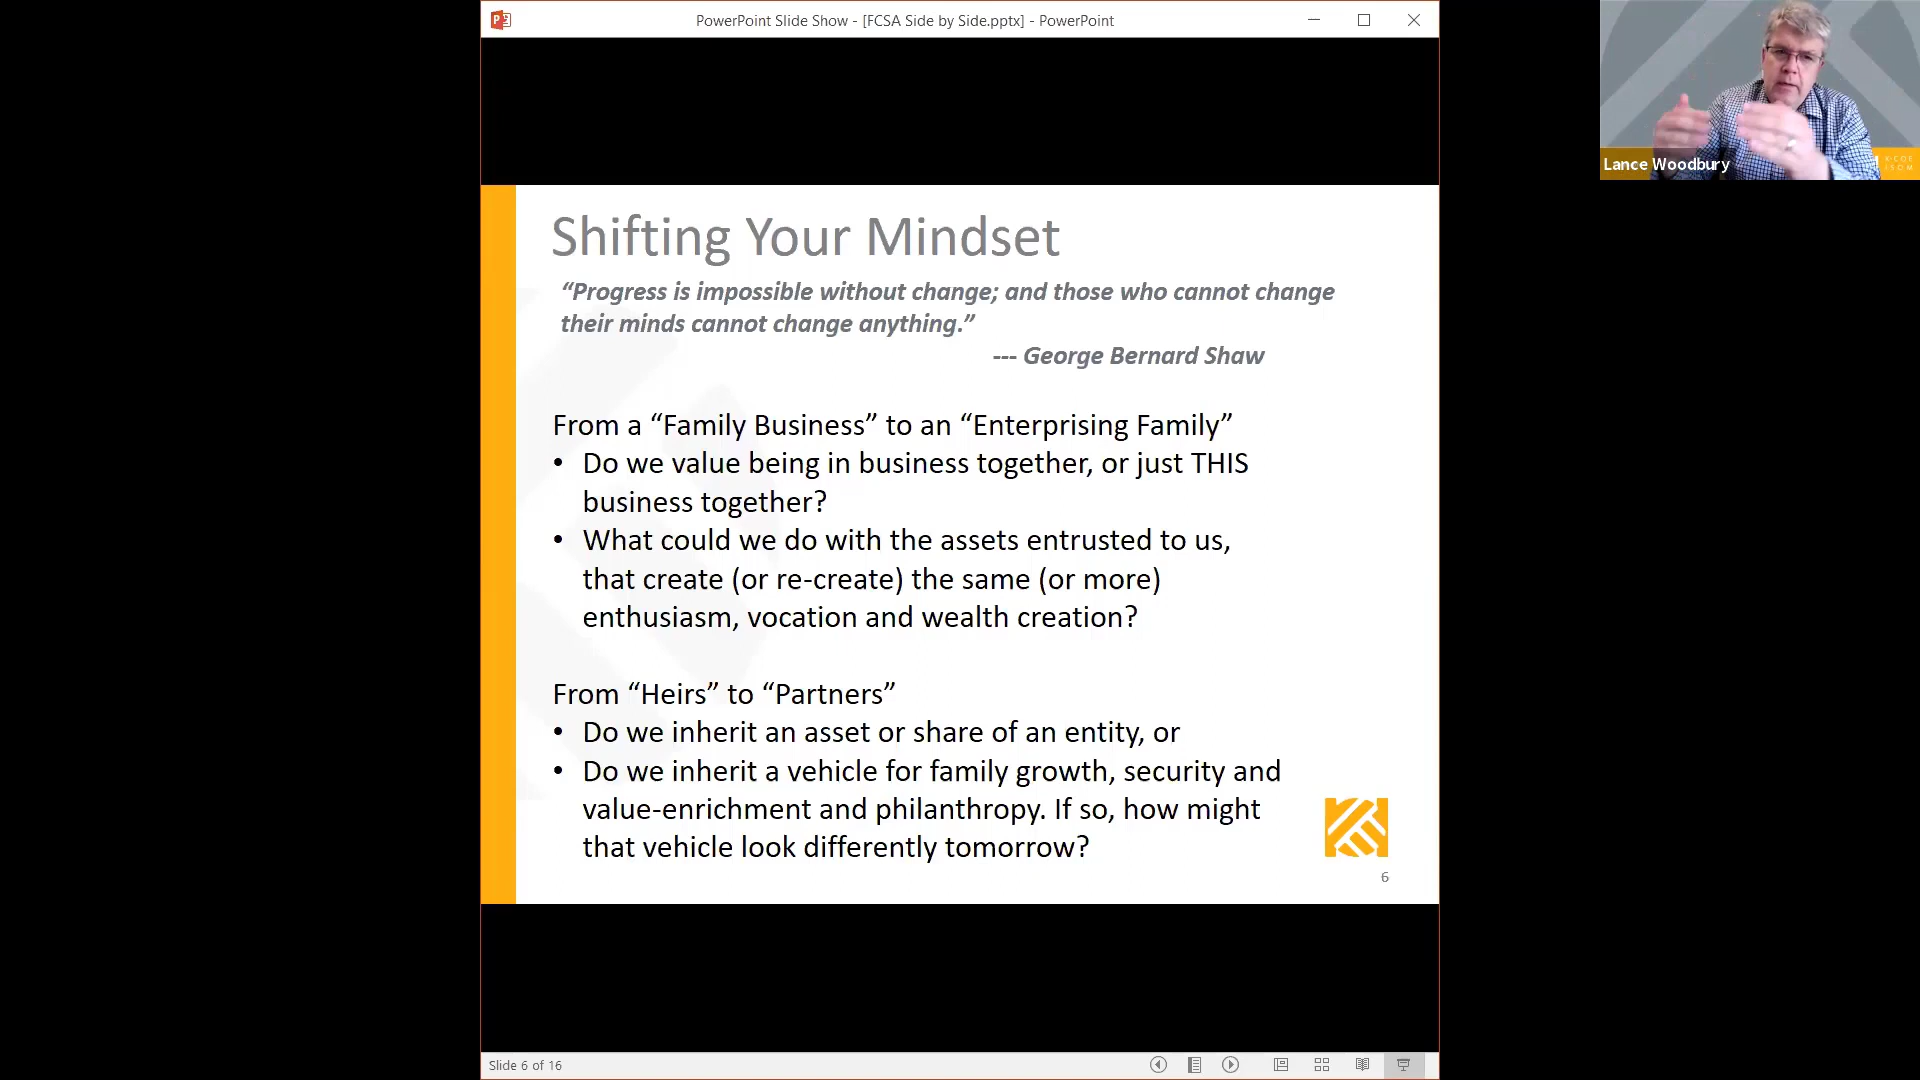 PowerPoint Slide Show - [FCSA Side by Side.pptx] - PowerPoint
Lance Woodbury
K·COE
ISOM
Shifting Your Mindset
“Progress is impossible without change; and those who cannot change
their minds cannot change anything.”
--- George Bernard Shaw
From a “Family Business” to an “Enterprising Family”
• Do we value being in business together, or just THIS
business together?
• What could we do with the assets entrusted to us,
that create (or re-create) the same (or more)
enthusiasm, vocation and wealth creation?
From “Heirs” to “Partners”
• Do we inherit an asset or share of an entity, or
• Do we inherit a vehicle for family growth, security and
value-enrichment and philanthropy. If so, how might
that vehicle look differently tomorrow?
6
Slide 6 of 16